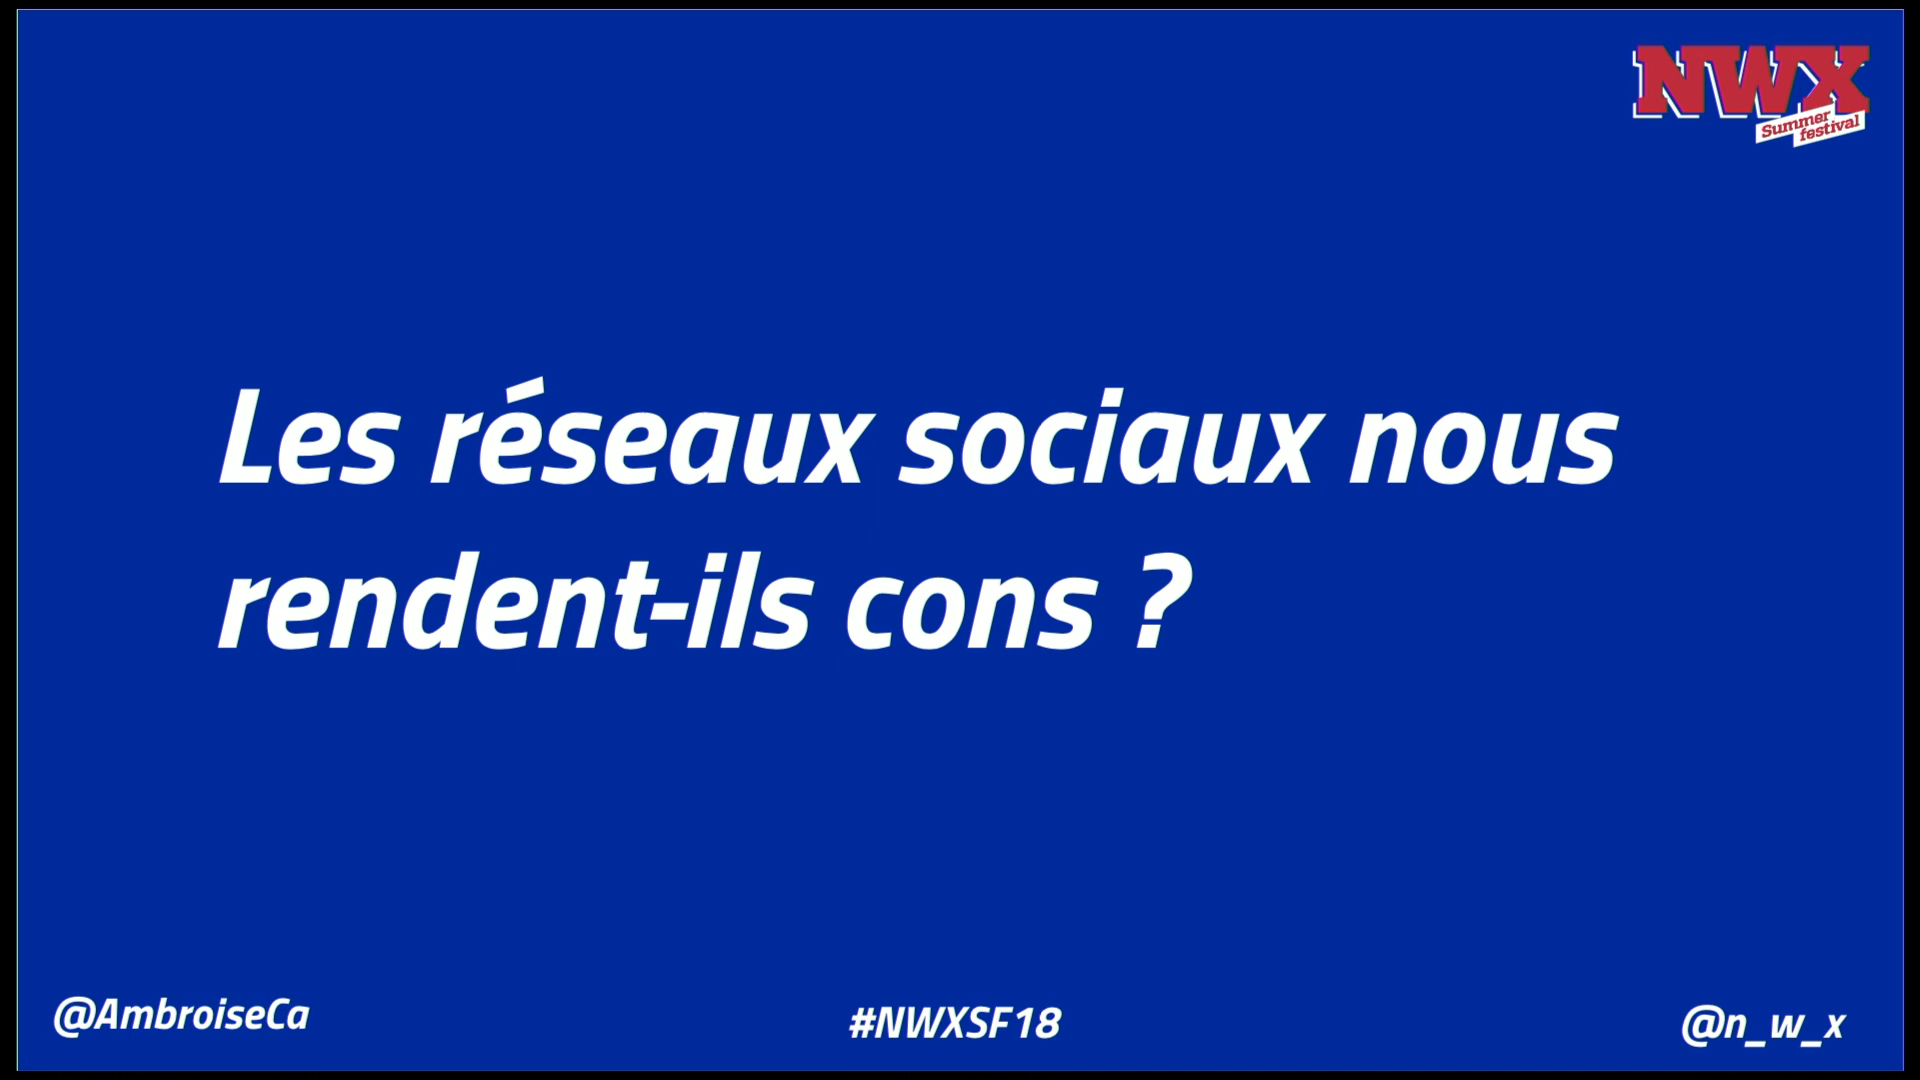 NWX
Summer
festival
Les réseaux sociaux nous
rendent-ils cons ?
@AmbroiseCa
#NWXSF18
@n_w_x